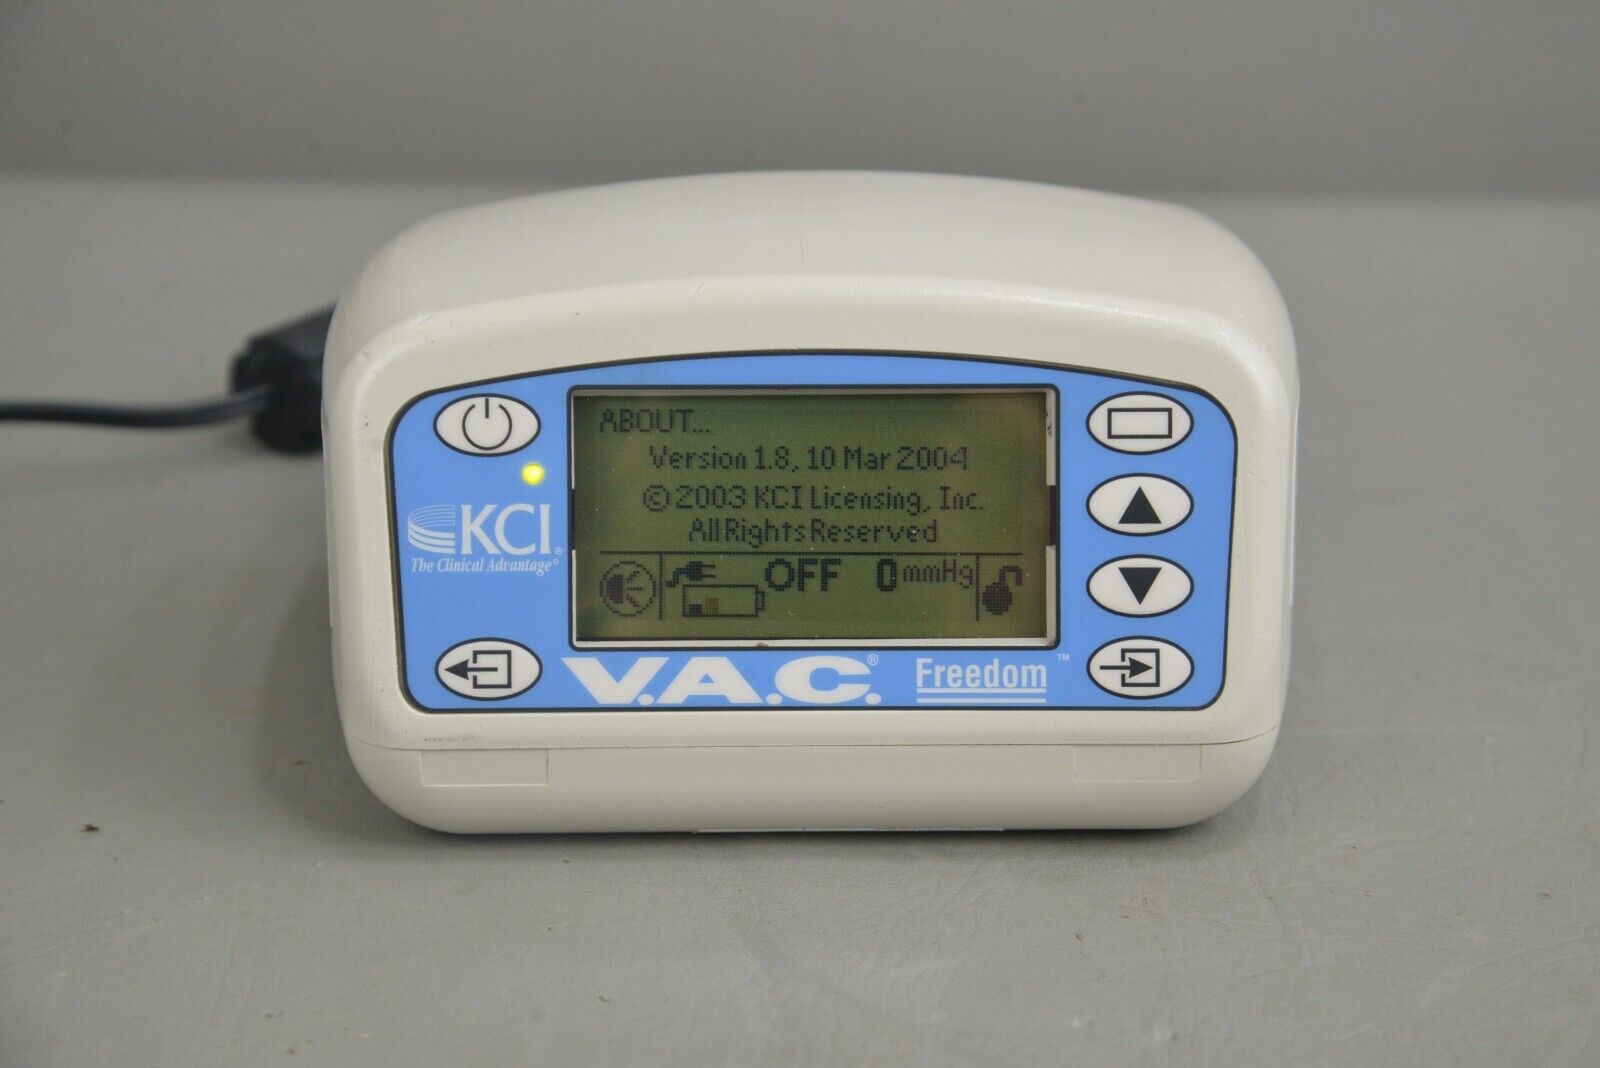 ABOUT...
Version 1.8, 10 Mar 2004
© 2003 KCI Licensing, Inc.
All Rights Reserved
OFF 0 mmHg
KCI®
The Clinical Advantage®
V.A.C.® Freedom™